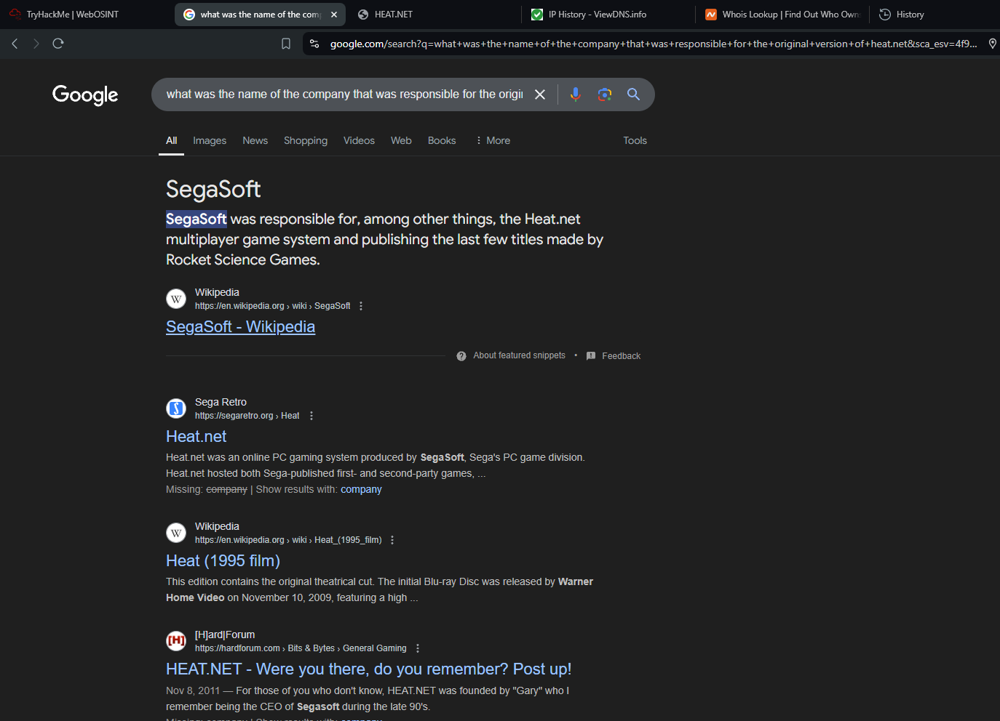 TryHackMe | WebOSINT
what was the name of the com
HEAT.NET
IP History - ViewDNS.info
Whois Lookup | Find Out Who Own
History
google.com/search?q=what+was+the+name+of+the+company+that+was+responsible+for+the+original+version+of+heat.net&sca_esv=4f9...
Google
what was the name of the company that was responsible for the origi
All
Images
News
Shopping
Videos
Web
Books
More
Tools
SegaSoft
SegaSoft was responsible for, among other things, the Heat.net
multiplayer game system and publishing the last few titles made by
Rocket Science Games.
W
Wikipedia
https://en.wikipedia.org › wiki › SegaSoft
SegaSoft - Wikipedia
About featured snippets • Feedback
Sega Retro
https://segaretro.org › Heat
Heat.net
Heat.net was an online PC gaming system produced by SegaSoft, Sega's PC game division.
Heat.net hosted both Sega-published first- and second-party games, ...
Missing: company | Show results with: company
W
Wikipedia
https://en.wikipedia.org › wiki › Heat_(1995_film)
Heat (1995 film)
This edition contains the original theatrical cut. The initial Blu-ray Disc was released by Warner
Home Video on November 10, 2009, featuring a high ...
[H]
[H]ard|Forum
https://hardforum.com › Bits & Bytes › General Gaming
HEAT.NET - Were you there, do you remember? Post up!
Nov 8, 2011 — For those of you who don't know, HEAT.NET was founded by "Gary" who I
remember being the CEO of Segasoft during the late 90's.
Missing: company | Show results with: company